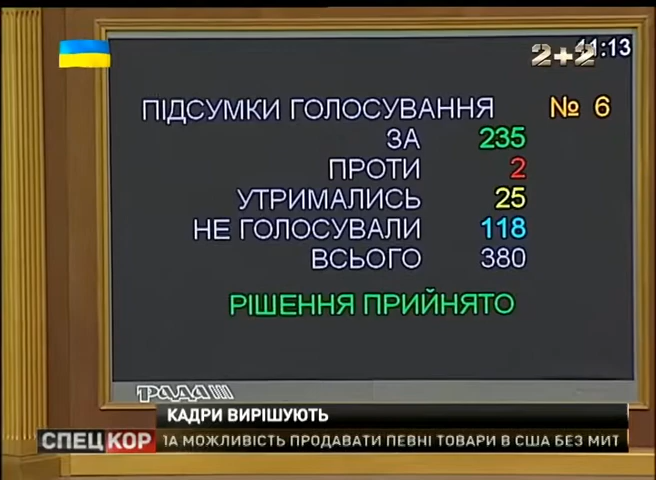 2+2
11:13
ПІДСУМКИ ГОЛОСУВАННЯ № 6
ЗА 235
ПРОТИ 2
УТРИМАЛИСЬ 25
НЕ ГОЛОСУВАЛИ 118
ВСЬОГО 380
РІШЕННЯ ПРИЙНЯТО
РАДА
КАДРИ ВИРІШУЮТЬ
СПЕЦКОР
ЗА МОЖЛИВІСТЬ ПРОДАВАТИ ПЕВНІ ТОВАРИ В США БЕЗ МИТ